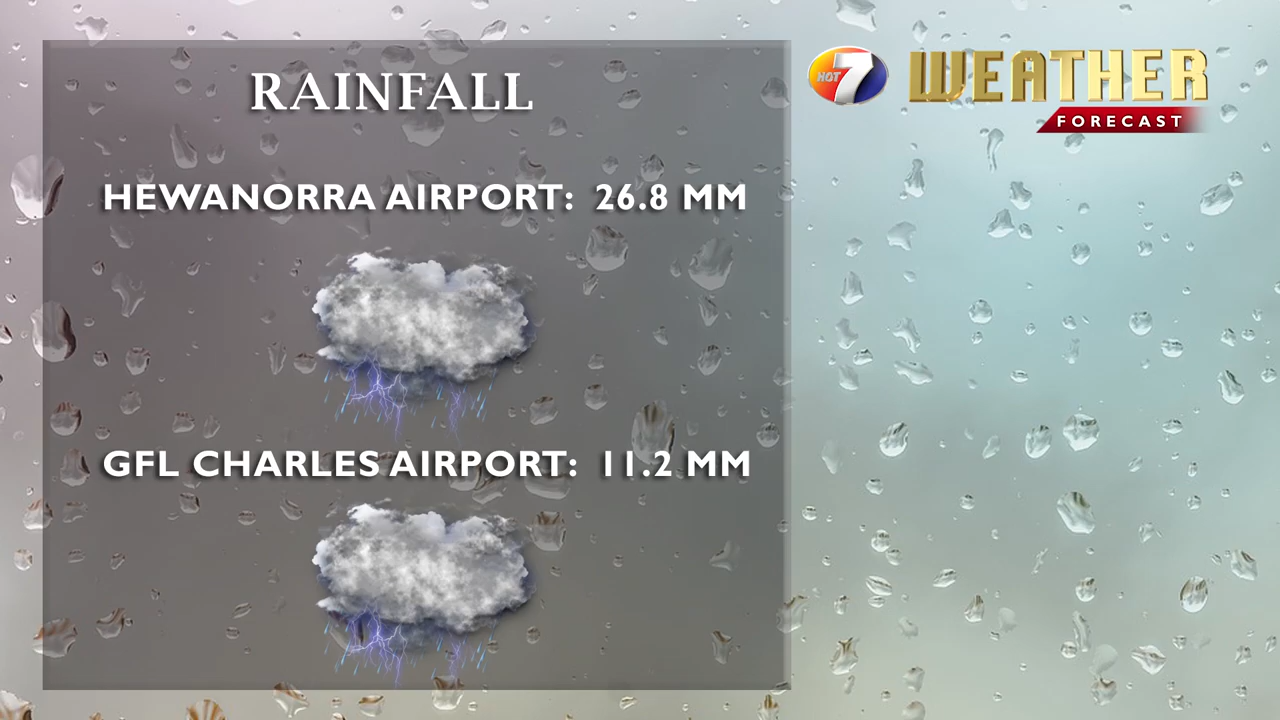 RAINFALL
HOT 7 WEATHER
FORECAST
HEWANORRA AIRPORT: 26.8 MM
GFL CHARLES AIRPORT: 11.2 MM